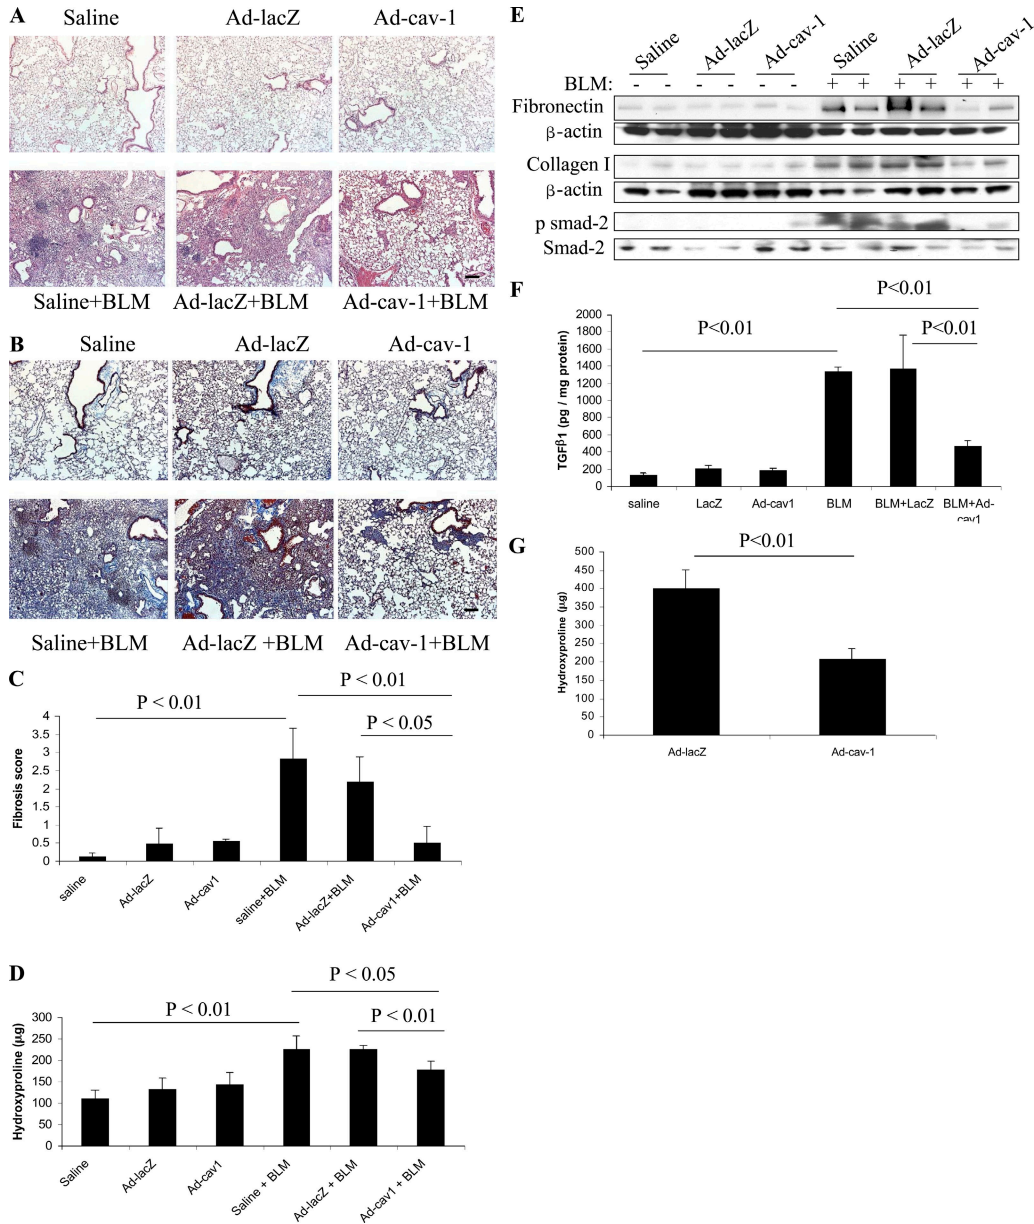 A
Saline
Ad-lacZ
Ad-cav-1
Saline+BLM
Ad-lacZ+BLM
Ad-cav-1+BLM
B
Saline
Ad-lacZ
Ad-cav-1
Saline+BLM
Ad-lacZ +BLM
Ad-cav-1+BLM
C
P < 0.01
P < 0.01
P < 0.05
Fibrosis score
4
3.5
3
2.5
2
1.5
1
0.5
0
saline
Ad-lacZ
Ad-cav1
saline+BLM
Ad-lacZ+BLM
Ad-cav1+BLM
D
P < 0.05
P < 0.01
P < 0.01
Hydroxyproline (µg)
300
250
200
150
100
50
0
Saline
Ad-lacZ
Ad-cav1
Saline + BLM
Ad-lacZ + BLM
Ad-cav1 + BLM
E
Saline
Ad-lacZ
Ad-cav-1
Saline
Ad-lacZ
Ad-cav-1
BLM: - - - - - - + + + + + +
Fibronectin
β-actin
Collagen I
β-actin
p smad-2
Smad-2
F
P<0.01
P<0.01
P<0.01
TGFβ1 (pg / mg protein)
2000
1800
1600
1400
1200
1000
800
600
400
200
0
saline
LacZ
Ad-cav1
BLM
BLM+LacZ
BLM+Ad-
cav1
G
P<0.01
Hydroxyproline (µg)
500
450
400
350
300
250
200
150
100
50
0
Ad-lacZ
Ad-cav-1